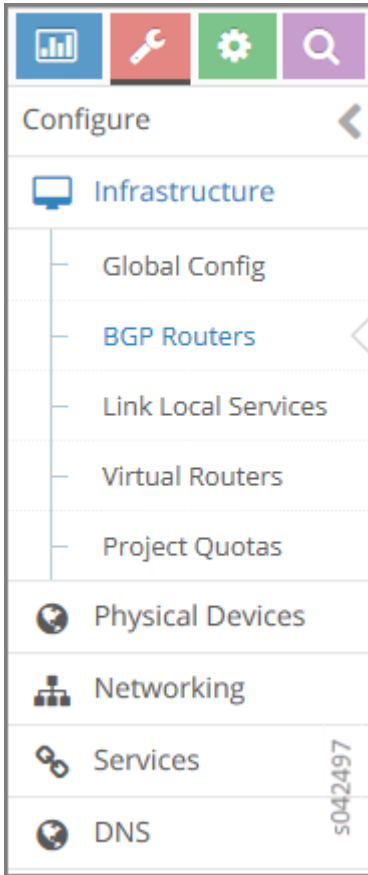 Configure
Infrastructure
Global Config
BGP Routers
Link Local Services
Virtual Routers
Project Quotas
Physical Devices
Networking
Services
DNS
s042497